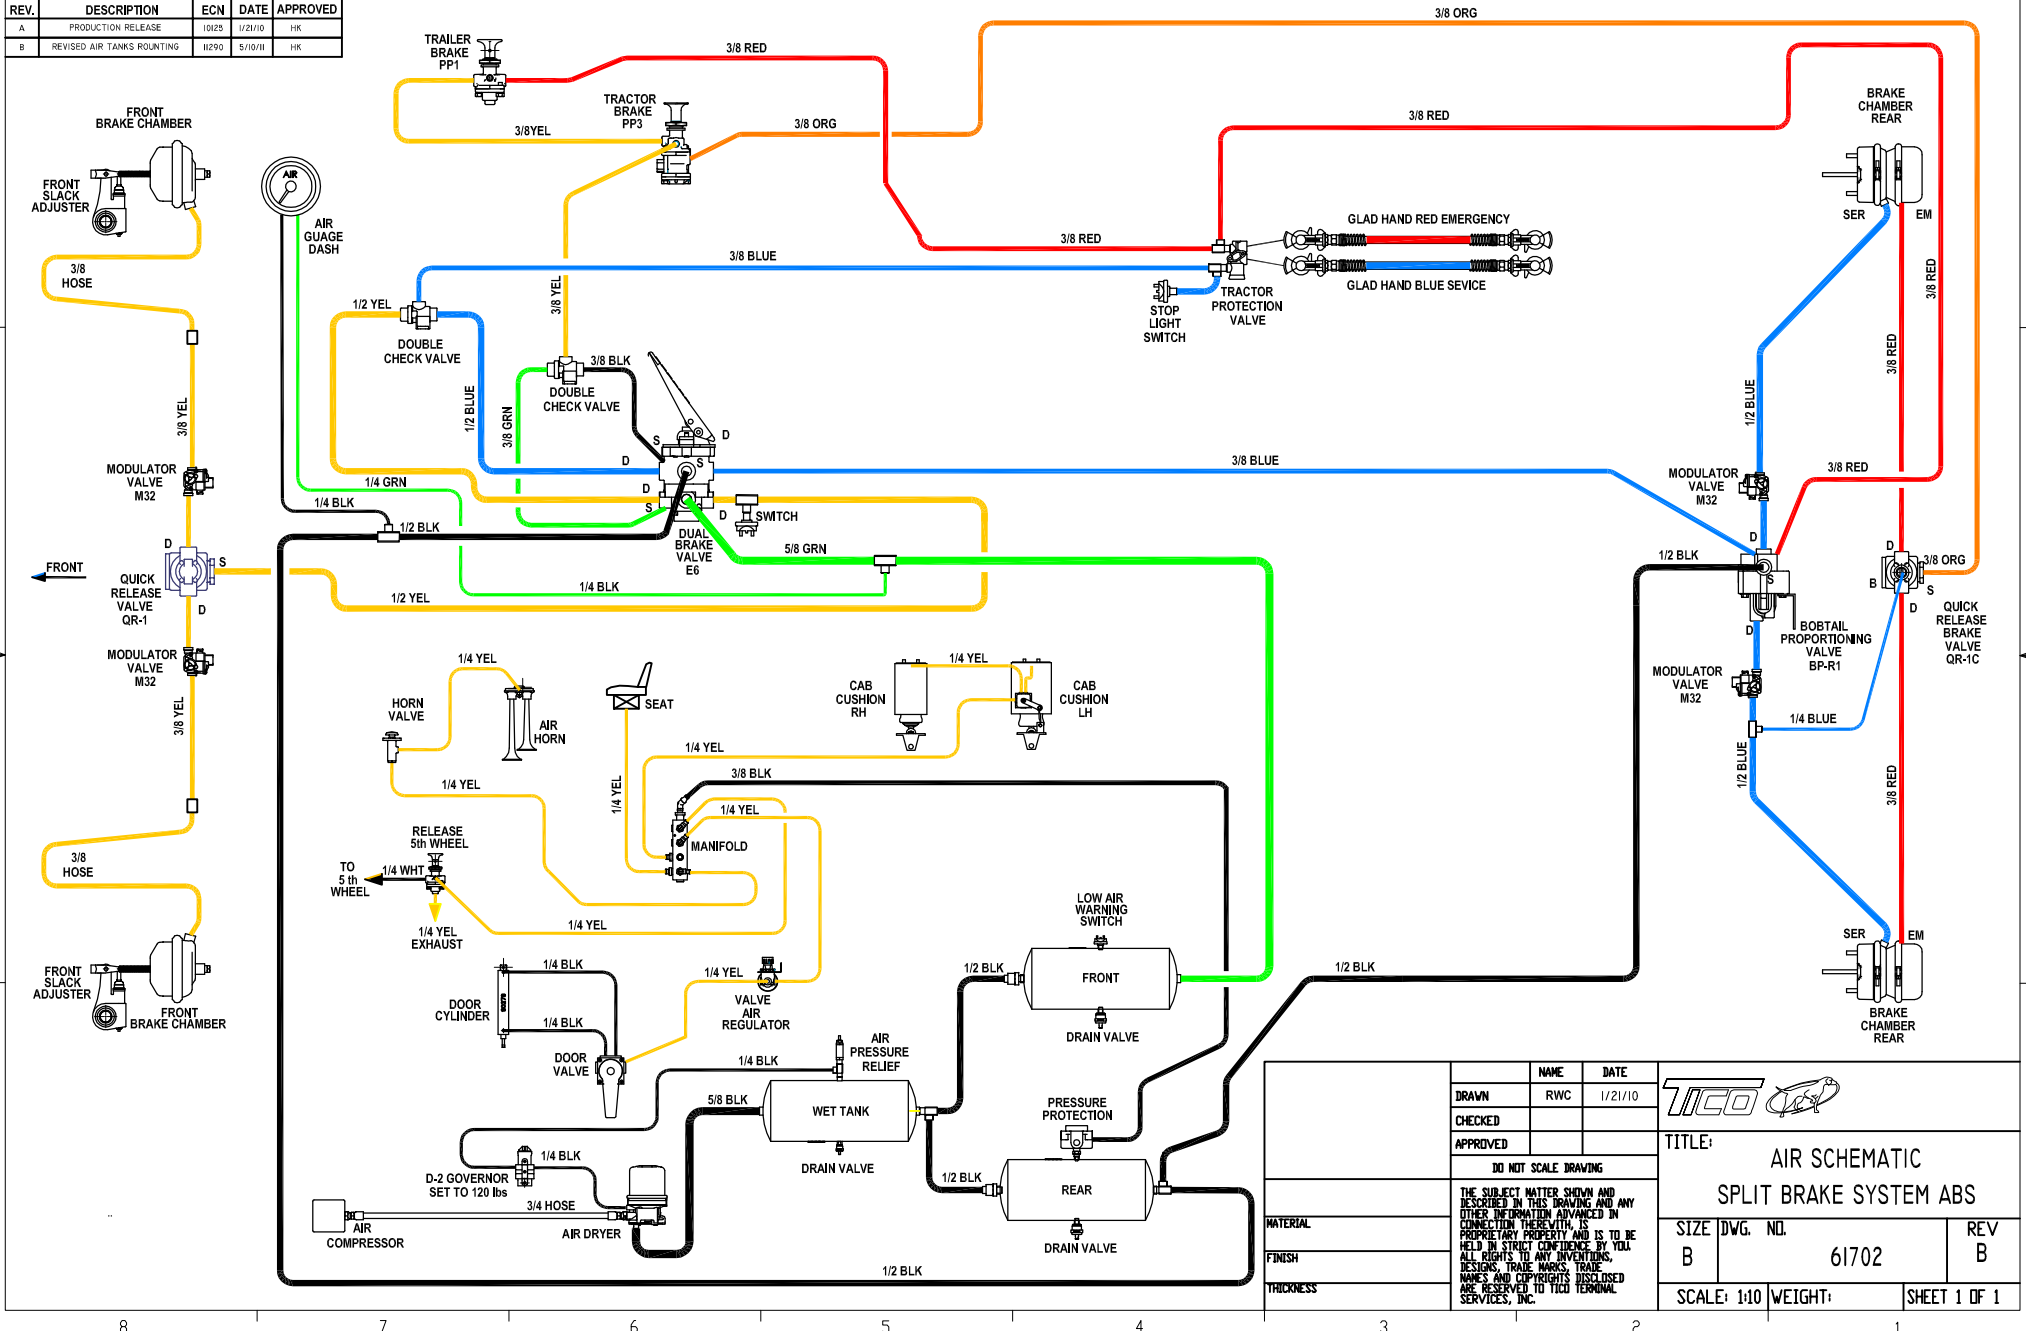 REV. DESCRIPTION ECN DATE APPROVED
A PRODUCTION RELEASE 10125 1/21/10 HK
B REVISED AIR TANKS ROUNTING 11290 5/10/11 HK
3/8 ORG
TRAILER
BRAKE
PP1
3/8 RED
TRACTOR
BRAKE
PP3
3/8YEL
3/8 ORG
3/8 RED
BRAKE
CHAMBER
REAR
FRONT
BRAKE CHAMBER
FRONT
SLACK
ADJUSTER
AIR
AIR
GUAGE
DASH
SER
EM
GLAD HAND RED EMERGENCY
3/8 RED
3/8 BLUE
GLAD HAND BLUE SEVICE
3/8
HOSE
3/8 YEL
3/8 RED
1/2 YEL
STOP
LIGHT
SWITCH
TRACTOR
PROTECTION
VALVE
DOUBLE
CHECK VALVE
3/8 BLK
3/8 RED
DOUBLE
CHECK VALVE
1/2 BLUE
3/8 GRN
1/2 BLUE
3/8 YEL
S
D
D
S
3/8 BLUE
3/8 RED
MODULATOR
VALVE
M32
1/4 GRN
D
S
D
SWITCH
MODULATOR
VALVE
M32
1/4 BLK
1/2 BLK
DUAL
BRAKE
VALVE
E6
5/8 GRN
D
D
D
1/2 BLK
3/8 ORG
FRONT
S
QUICK
RELEASE
VALVE
QR-1
D
1/4 BLK
1/2 YEL
S
B
S
D
QUICK
RELEASE
BRAKE
VALVE
QR-1C
D
BOBTAIL
PROPORTIONING
VALVE
BP-R1
MODULATOR
VALVE
M32
1/4 YEL
1/4 YEL
MODULATOR
VALVE
M32
HORN
VALVE
AIR
HORN
SEAT
CAB
CUSHION
RH
CAB
CUSHION
LH
3/8 YEL
1/4 BLUE
1/4 YEL
3/8 BLK
1/4 YEL
1/4 YEL
1/4 YEL
1/2 BLUE
3/8 RED
RELEASE
5th WHEEL
MANIFOLD
3/8
HOSE
TO
5 th
WHEEL
1/4 WHT
LOW AIR
WARNING
SWITCH
1/4 YEL
EXHAUST
1/4 YEL
SER
EM
FRONT
SLACK
ADJUSTER
FRONT
BRAKE CHAMBER
1/4 BLK
1/4 YEL
1/2 BLK
FRONT
1/2 BLK
DOOR
CYLINDER
1/4 BLK
VALVE
AIR
REGULATOR
DRAIN VALVE
BRAKE
CHAMBER
REAR
DOOR
VALVE
1/4 BLK
AIR
PRESSURE
RELIEF
5/8 BLK
WET TANK
PRESSURE
PROTECTION
1/4 BLK
DRAIN VALVE
D-2 GOVERNOR
SET TO 120 lbs
1/2 BLK
REAR
3/4 HOSE
AIR
COMPRESSOR
AIR DRYER
DRAIN VALVE
1/2 BLK
NAME DATE
DRAWN RWC 1/21/10
CHECKED
APPROVED
DO NOT SCALE DRAWING
THE SUBJECT MATTER SHOWN AND
DESCRIBED IN THIS DRAWING AND ANY
OTHER INFORMATION ADVANCED IN
CONNECTION THEREWITH, IS
PROPRIETARY PROPERTY AND IS TO BE
HELD IN STRICT CONFIDENCE BY YOU.
ALL RIGHTS TO ANY INVENTIONS,
DESIGNS, TRADE MARKS, TRADE
NAMES AND COPYRIGHTS DISCLOSED
ARE RESERVED TO TICO TERMINAL
SERVICES, INC.
MATERIAL
FINISH
THICKNESS
TICO
TITLE:
AIR SCHEMATIC
SPLIT BRAKE SYSTEM ABS
SIZE DWG. NO. REV
B 61702 B
SCALE: 1:10 WEIGHT: SHEET 1 OF 1
8 7 6 5 4 3 2 1